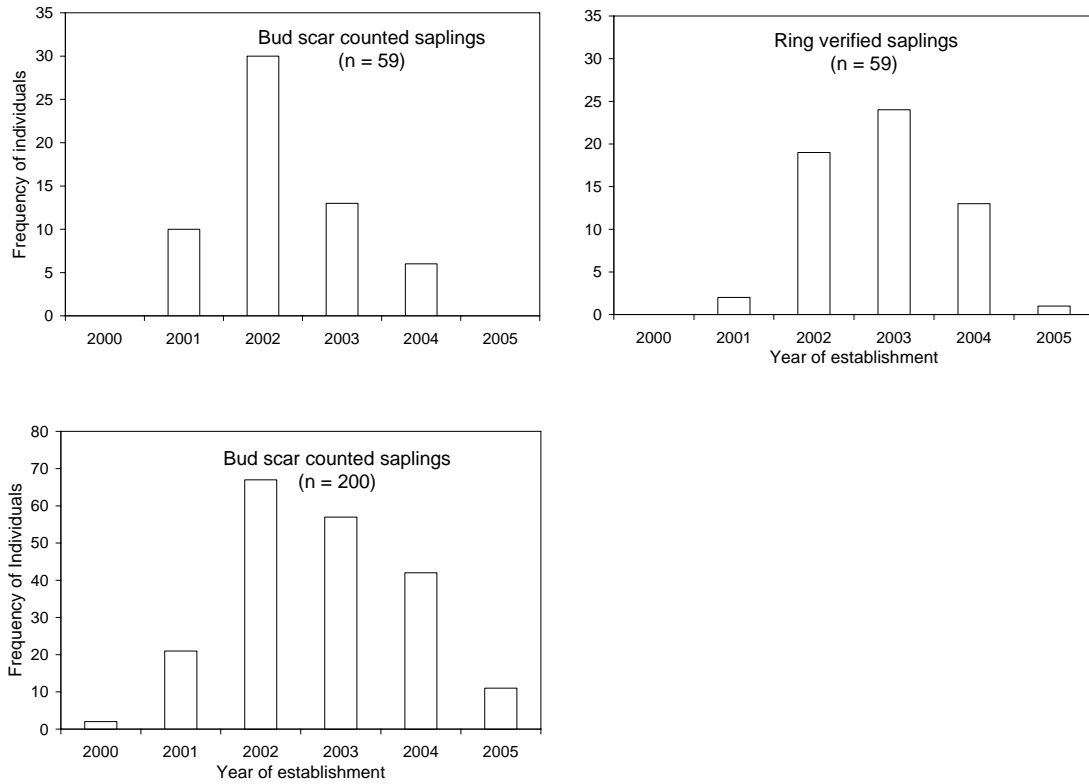 Bud scar counted saplings
(n = 59)
Frequency of individuals
35
30
25
20
15
10
5
0
2000 2001 2002 2003 2004 2005
Ring verified saplings
(n = 59)
35
30
25
20
15
10
5
0
2000 2001 2002 2003 2004 2005
Year of establishment
Bud scar counted saplings
(n = 200)
Frequency of Individuals
80
70
60
50
40
30
20
10
0
2000 2001 2002 2003 2004 2005
Year of establishment